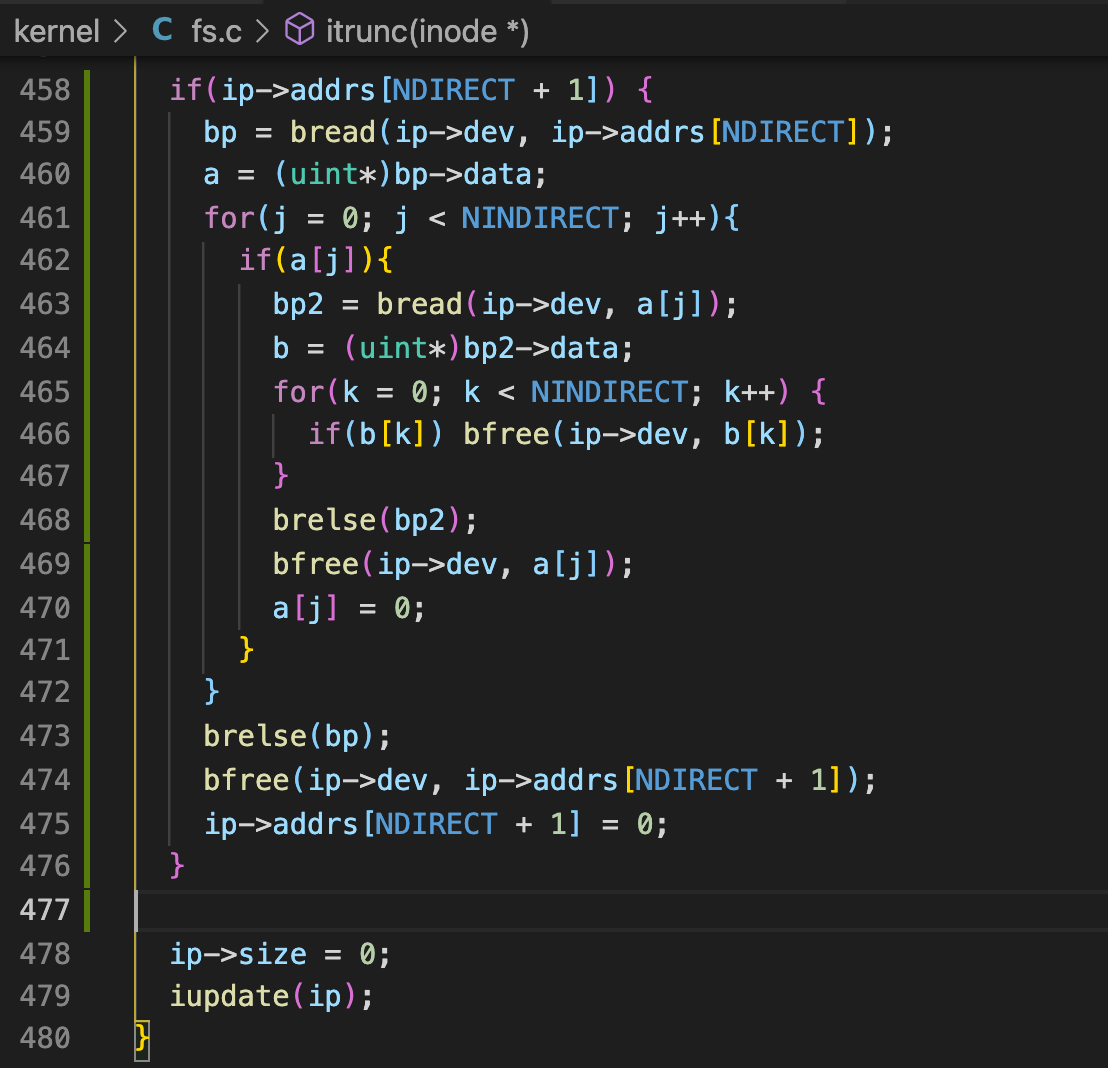 kernel > C fs.c > itrunc(inode *)
458 if(ip->addrs[NDIRECT + 1]) {
459 bp = bread(ip->dev, ip->addrs[NDIRECT]);
460 a = (uint*)bp->data;
461 for(j = 0; j < NINDIRECT; j++){
462 if(a[j]){
463 bp2 = bread(ip->dev, a[j]);
464 b = (uint*)bp2->data;
465 for(k = 0; k < NINDIRECT; k++) {
466 if(b[k]) bfree(ip->dev, b[k]);
467 }
468 brelse(bp2);
469 bfree(ip->dev, a[j]);
470 a[j] = 0;
471 }
472 }
473 brelse(bp);
474 bfree(ip->dev, ip->addrs[NDIRECT + 1]);
475 ip->addrs[NDIRECT + 1] = 0;
476 }
477
478 ip->size = 0;
479 iupdate(ip);
480 }